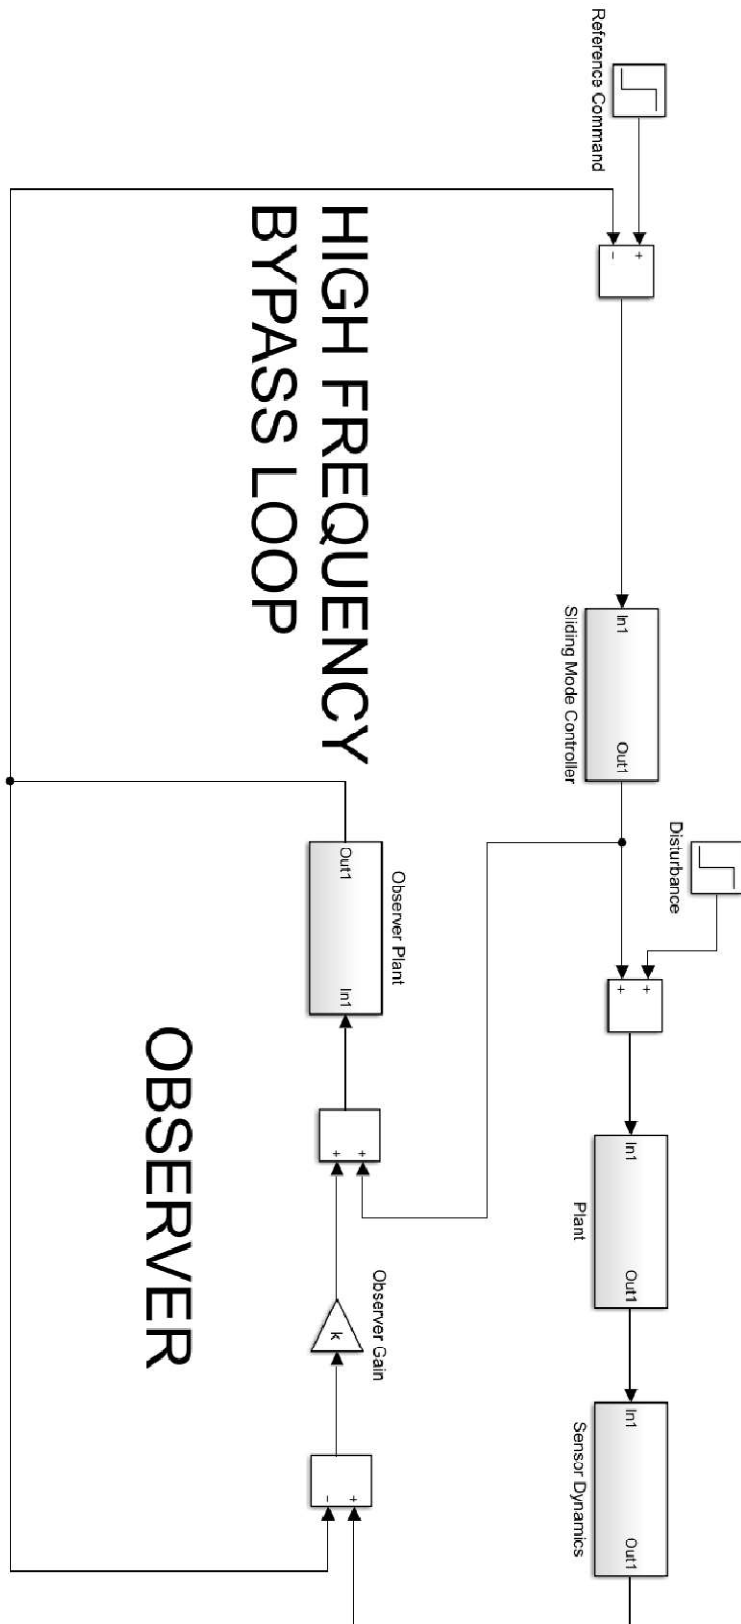 Reference Command
+
−
In1
Out1
Sliding Mode Controller
Disturbance
+
+
In1
Out1
Plant
In1
Out1
Sensor Dynamics
HIGH FREQUENCY
BYPASS LOOP
Observer Plant
Out1
In1
+
+
Observer Gain
k
+
−
OBSERVER